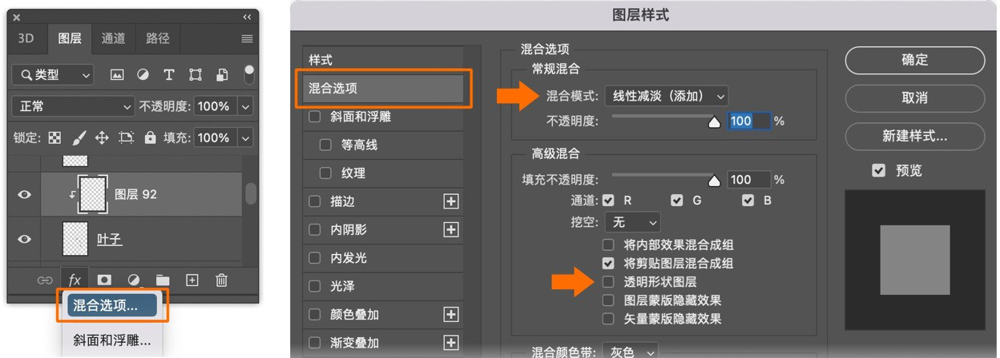 3D 图层 通道 路径
类型
正常 不透明度: 100%
锁定: 填充: 100%
图层 92
叶子
fx
混合选项...
斜面和浮雕...
图层样式
样式
混合选项
斜面和浮雕
等高线
纹理
描边
内阴影
内发光
光泽
颜色叠加
渐变叠加
混合选项
常规混合
混合模式: 线性减淡（添加）
不透明度: 100 %
高级混合
填充不透明度: 100 %
通道: R G B
挖空: 无
将内部效果混合成组
将剪贴图层混合成组
透明形状图层
图层蒙版隐藏效果
矢量蒙版隐藏效果
混合颜色带: 灰色
确定
取消
新建样式...
预览